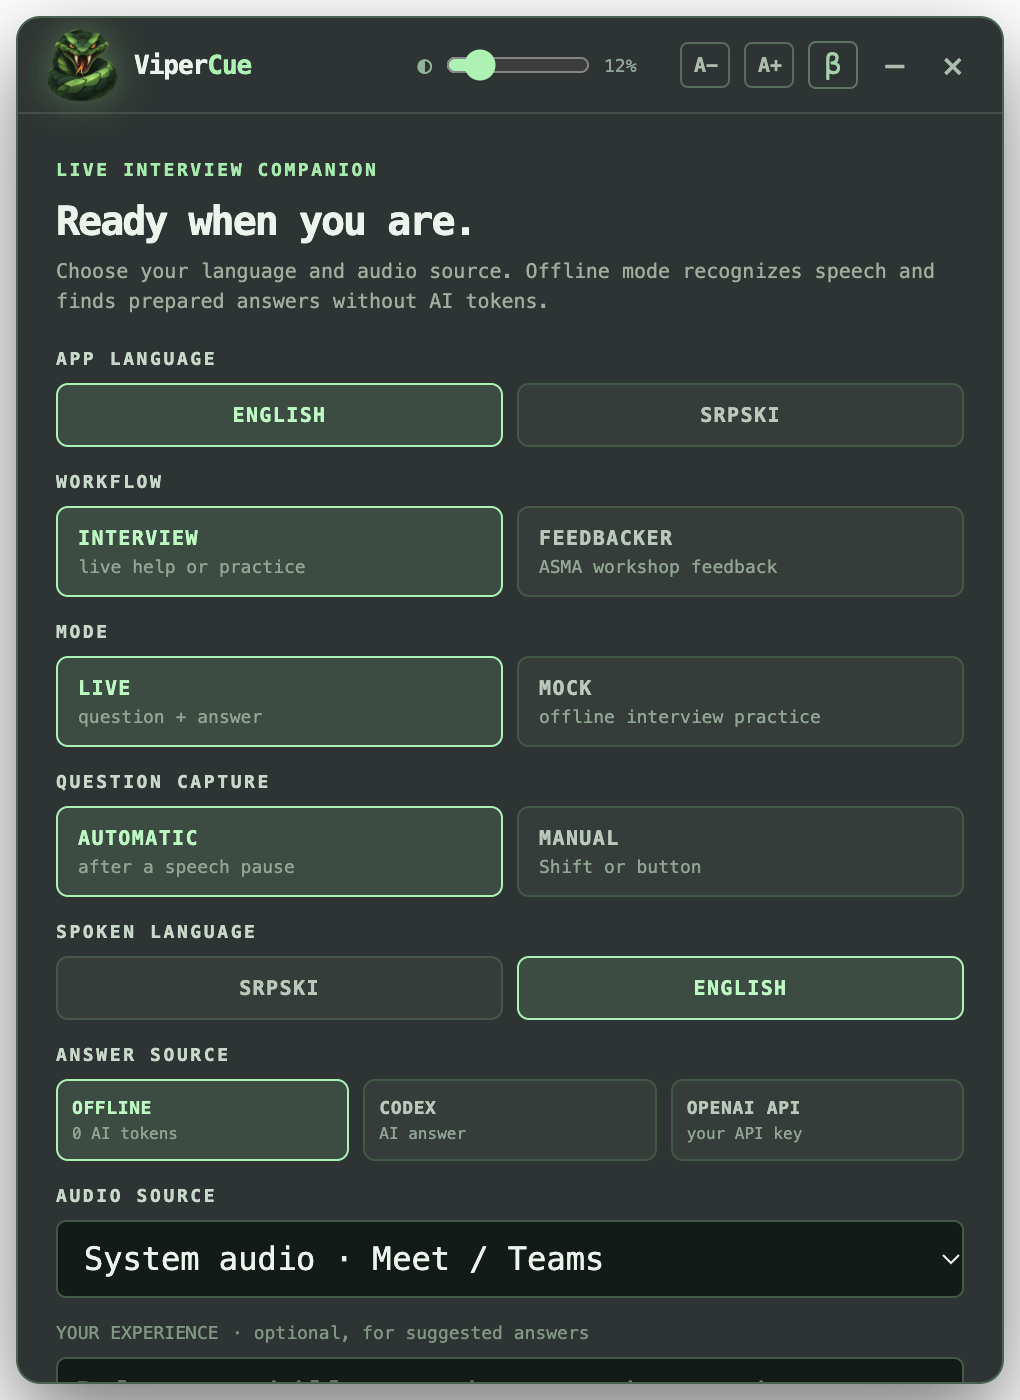 ViperCue
12%
A−
A+
β
LIVE INTERVIEW COMPANION
Ready when you are.
Choose your language and audio source. Offline mode recognizes speech and
finds prepared answers without AI tokens.
APP LANGUAGE
ENGLISH
SRPSKI
WORKFLOW
INTERVIEW
live help or practice
FEEDBACKER
ASMA workshop feedback
MODE
LIVE
question + answer
MOCK
offline interview practice
QUESTION CAPTURE
AUTOMATIC
after a speech pause
MANUAL
Shift or button
SPOKEN LANGUAGE
SRPSKI
ENGLISH
ANSWER SOURCE
OFFLINE
0 AI tokens
CODEX
AI answer
OPENAI API
your API key
AUDIO SOURCE
System audio · Meet / Teams
YOUR EXPERIENCE · optional, for suggested answers